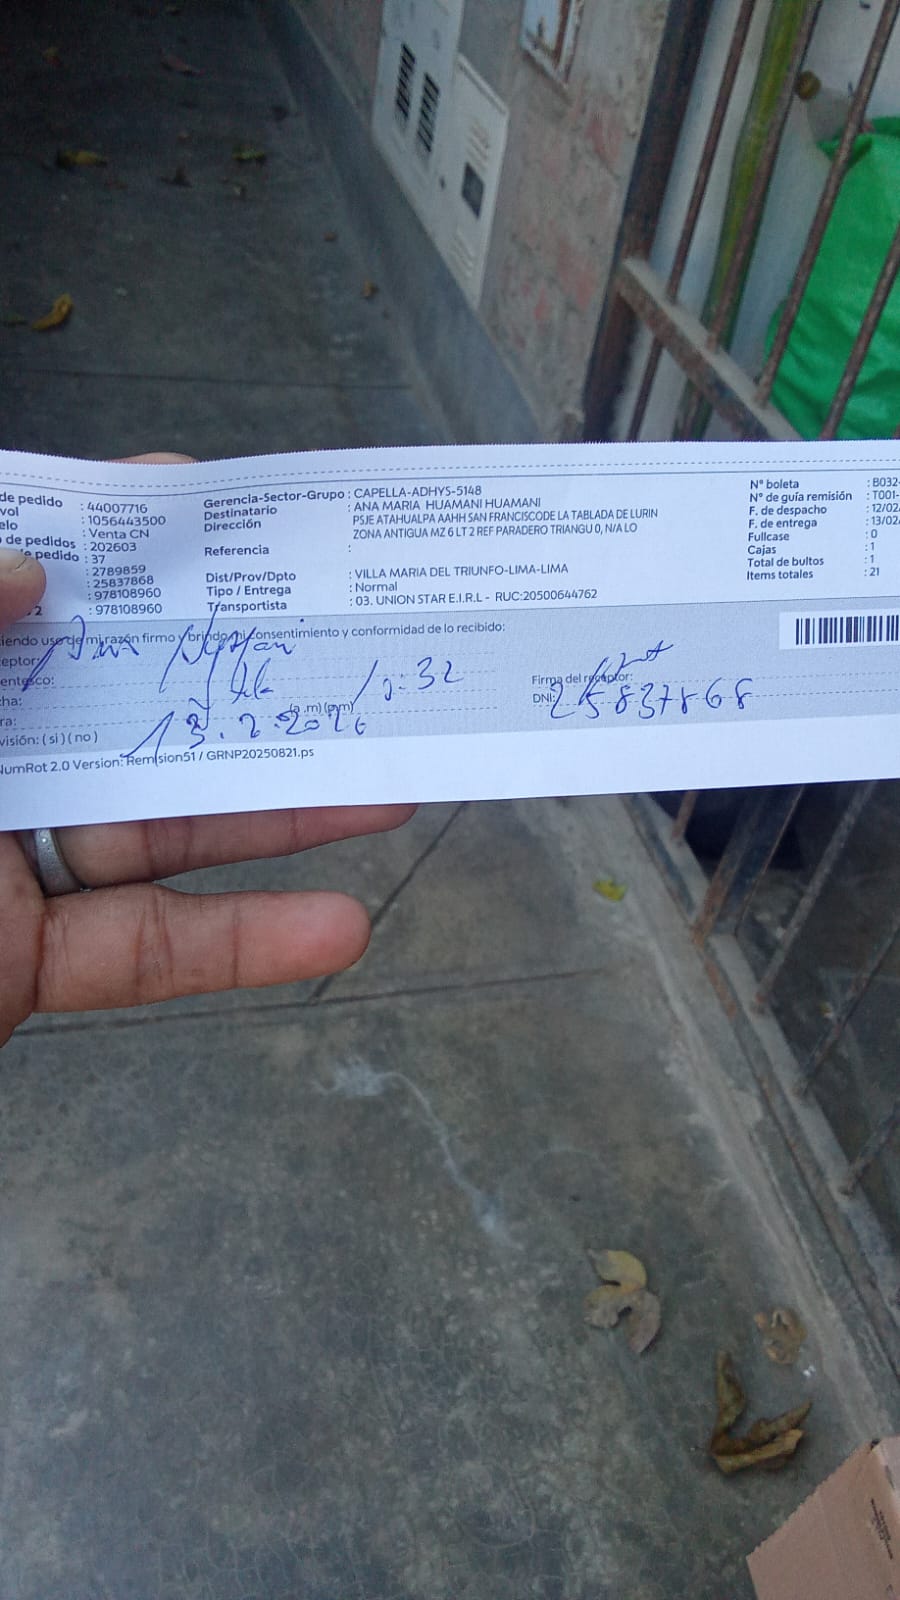 de pedido : 44007716
vol : 1056443500
elo : Venta CN
de pedidos : 202603
pedido : 37
: 2789859
: 25837868
: 978108960
2 : 978108960
Gerencia-Sector-Grupo : CAPELLA-ADHYS-5148
Destinatario : ANA MARIA HUAMANI HUAMANI
Dirección : PSJE ATAHUALPA AAHH SAN FRANCISCODE LA TABLADA DE LURIN
ZONA ANTIGUA MZ 6 LT 2 REF PARADERO TRIANGU 0, N/A LO
Referencia :
Dist/Prov/Dpto : VILLA MARIA DEL TRIUNFO-LIMA-LIMA
Tipo / Entrega : Normal
Transportista : 03. UNION STAR E.I.R.L - RUC:20500644762
N° boleta : B032-
N° de guía remisión : T001-
F. de despacho : 12/02/
F. de entrega : 13/02/
Fullcase : 0
Cajas : 1
Total de bultos : 1
Items totales : 21
iendo uso de mi razón firmo y brindo mi consentimiento y conformidad de lo recibido:
eptor:
entesco:
cha: 1:32
ra: (a.m) (p.m)
13.2.2026
visión: ( si ) ( no )
Firma del receptor:
DNI: 25837868
NumRot 2.0 Version: Remision51 / GRNP20250821.ps